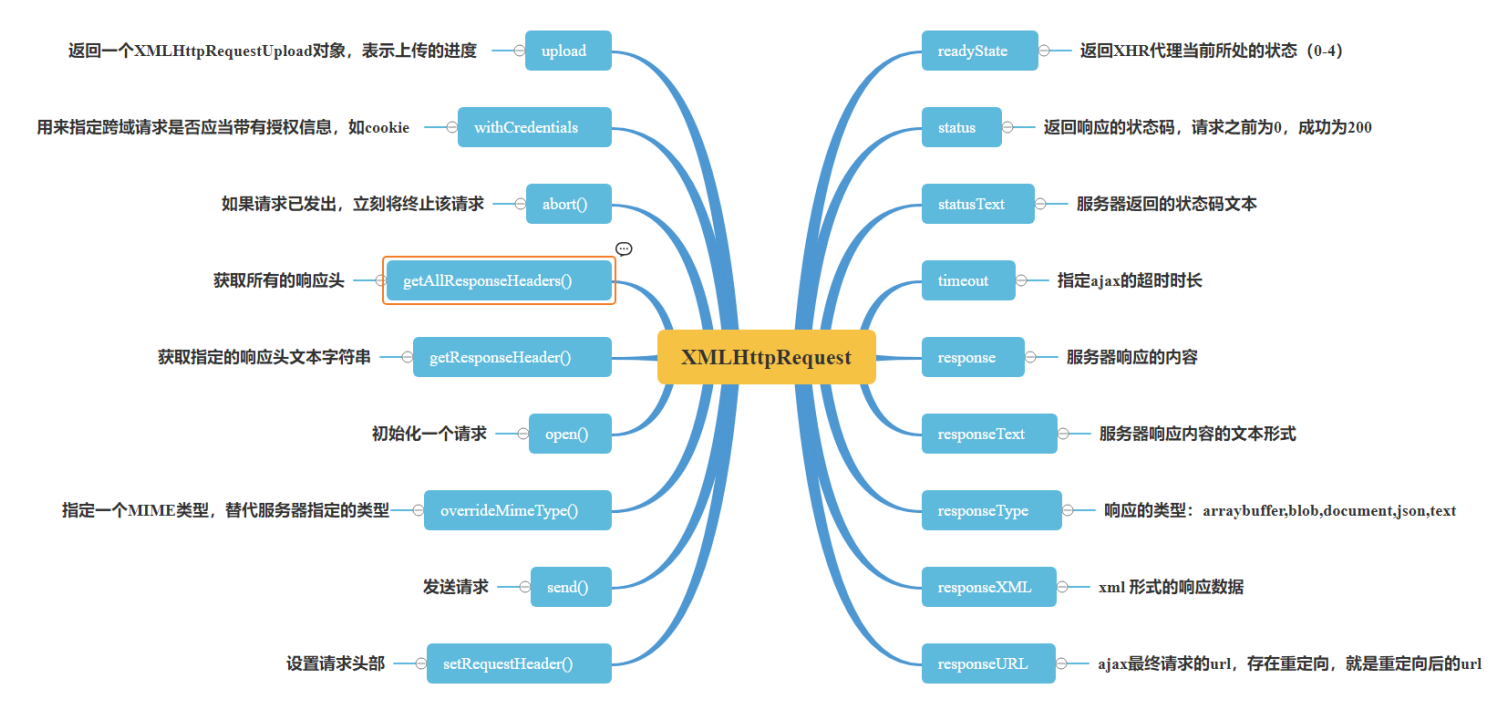 返回一个XMLHttpRequestUpload对象，表示上传的进度
upload
用来指定跨域请求是否应当带有授权信息，如cookie
withCredentials
如果请求已发出，立刻将终止该请求
abort()
获取所有的响应头
getAllResponseHeaders()
获取指定的响应头文本字符串
getResponseHeader()
初始化一个请求
open()
指定一个MIME类型，替代服务器指定的类型
overrideMimeType()
发送请求
send()
设置请求头部
setRequestHeader()
XMLHttpRequest
readyState
返回XHR代理当前所处的状态（0-4）
status
返回响应的状态码，请求之前为0，成功为200
statusText
服务器返回的状态码文本
timeout
指定ajax的超时时长
response
服务器响应的内容
responseText
服务器响应内容的文本形式
responseType
响应的类型：arraybuffer,blob,document,json,text
responseXML
xml 形式的响应数据
responseURL
ajax最终请求的url，存在重定向，就是重定向后的url